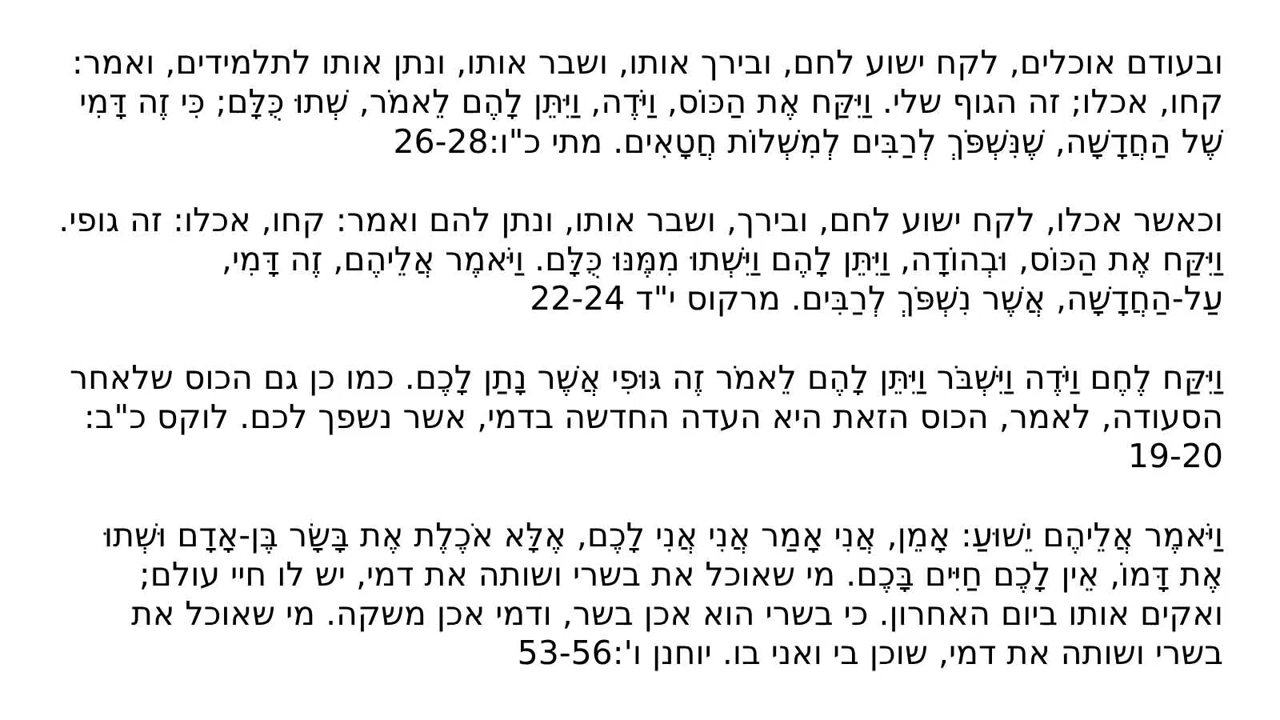 ובעודם אוכלים, לקח ישוע לחם, ובירך אותו, ושבר אותו, ונתן אותו לתלמידים, ואמר:
קחו, אכלו; זה הגוף שלי. וַיִּקַּח אֶת הַכּוֹס, וַיֹּדֶה, וַיִּתֵּן לָהֶם לֵאמֹר, שְׁתוּ כֻּלָּם; כִּי זֶה דָּמִי
שֶׁל הַחֲדָשָׁה, שֶׁנִּשְׁפֹּךְ לְרַבִּים לְמִשְׁלוֹת חֲטָאִים. מתי כ"ו:26-28

וכאשר אכלו, לקח ישוע לחם, ובירך, ושבר אותו, ונתן להם ואמר: קחו, אכלו: זה גופי.
וַיִּקַּח אֶת הַכּוֹס, וּבְהוֹדָה, וַיִּתֵּן לָהֶם וַיִּשְׁתוּ מִמֶּנּוּ כֻּלָּם. וַיֹּאמֶר אֲלֵיהֶם, זֶה דָּמִי,
עַל-הַחֲדָשָׁה, אֲשֶׁר נִשְׁפֹּךְ לְרַבִּים. מרקוס י"ד 22-24

וַיִּקַּח לֶחֶם וַיֹּדֶה וַיִּשְׁבֹּר וַיִּתֵּן לָהֶם לֵאמֹר זֶה גּוּפִי אֲשֶׁר נָתַן לָכֶם. כמו כן גם הכוס שלאחר
הסעודה, לאמר, הכוס הזאת היא העדה החדשה בדמי, אשר נשפך לכם. לוקס כ"ב:
19-20

וַיֹּאמֶר אֲלֵיהֶם יֵשׁוּעַ: אָמֵן, אֲנִי אָמַר אֲנִי אֲנִי לָכֶם, אֶלָּא אֹכֶלֶת אֶת בָּשָׂר בֶּן-אָדָם וּשְׁתוּ
אֶת דָּמוֹ, אֵין לָכֶם חַיִּים בָּכֶם. מי שאוכל את בשרי ושותה את דמי, יש לו חיי עולם;
ואקים אותו ביום האחרון. כי בשרי הוא אכן בשר, ודמי אכן משקה. מי שאוכל את
בשרי ושותה את דמי, שוכן בי ואני בו. יוחנן ו':53-56